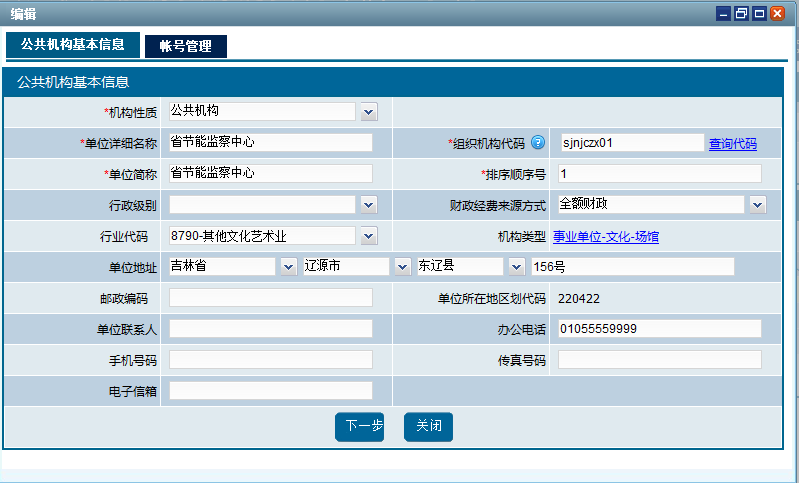 编辑
公共机构基本信息 帐号管理
公共机构基本信息
*机构性质 公共机构
*单位详细名称 省节能监察中心 *组织机构代码 ? sjnjczx01 查询代码
*单位简称 省节能监察中心 *排序顺序号 1
行政级别 财政经费来源方式 全额财政
行业代码 8790-其他文化艺术业 机构类型 事业单位-文化-场馆
单位地址 吉林省 辽源市 东辽县 156号
邮政编码 单位所在地区划代码 220422
单位联系人 办公电话 01055559999
手机号码 传真号码
电子信箱
下一步 关闭